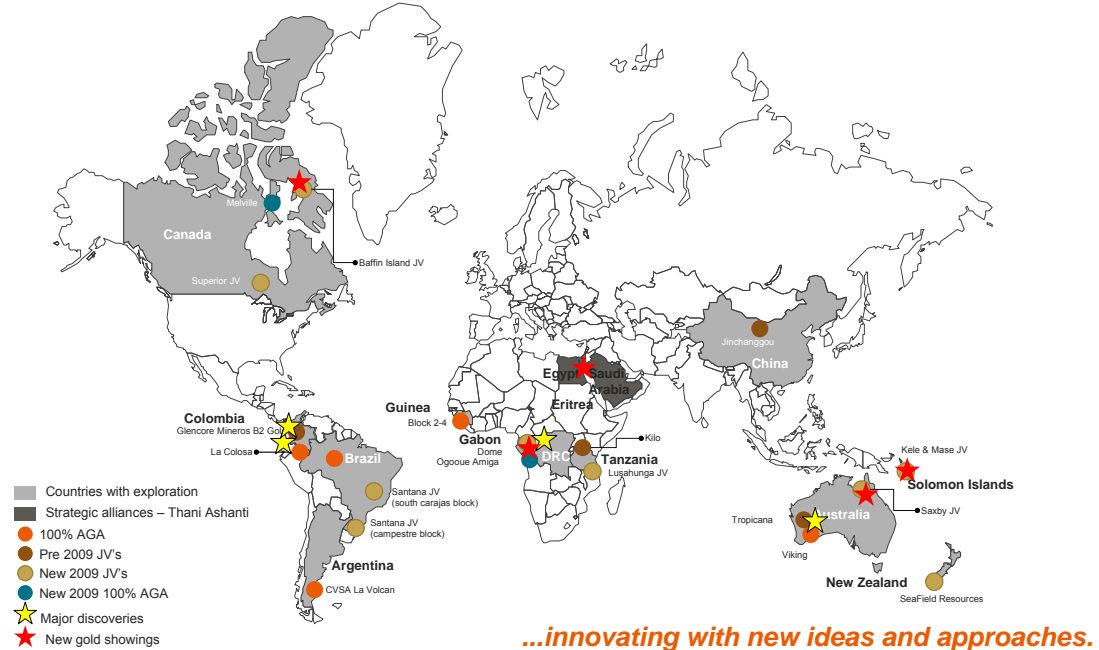 Melville
Canada
Baffin Island JV
Superior JV
Jinchanggou
China
Egypt
Saudi
Arabia
Eritrea
Guinea
Block 2-4
Colombia
Glencore Mineros B2 Gol
La Colosa
Brazil
Gabon
Dome
Ogooue Amiga
DRC
Kilo
Tanzania
Lusahunga JV
Kele & Mase JV
Solomon Islands
Santana JV
(south carajas block)
Santana JV
(campestre block)
Australia
Saxby JV
Tropicana
Viking
Argentina
CVSA La Volcan
New Zealand
SeaField Resources
Countries with exploration
Strategic alliances – Thani Ashanti
100% AGA
Pre 2009 JV's
New 2009 JV's
New 2009 100% AGA
Major discoveries
New gold showings
...innovating with new ideas and approaches.